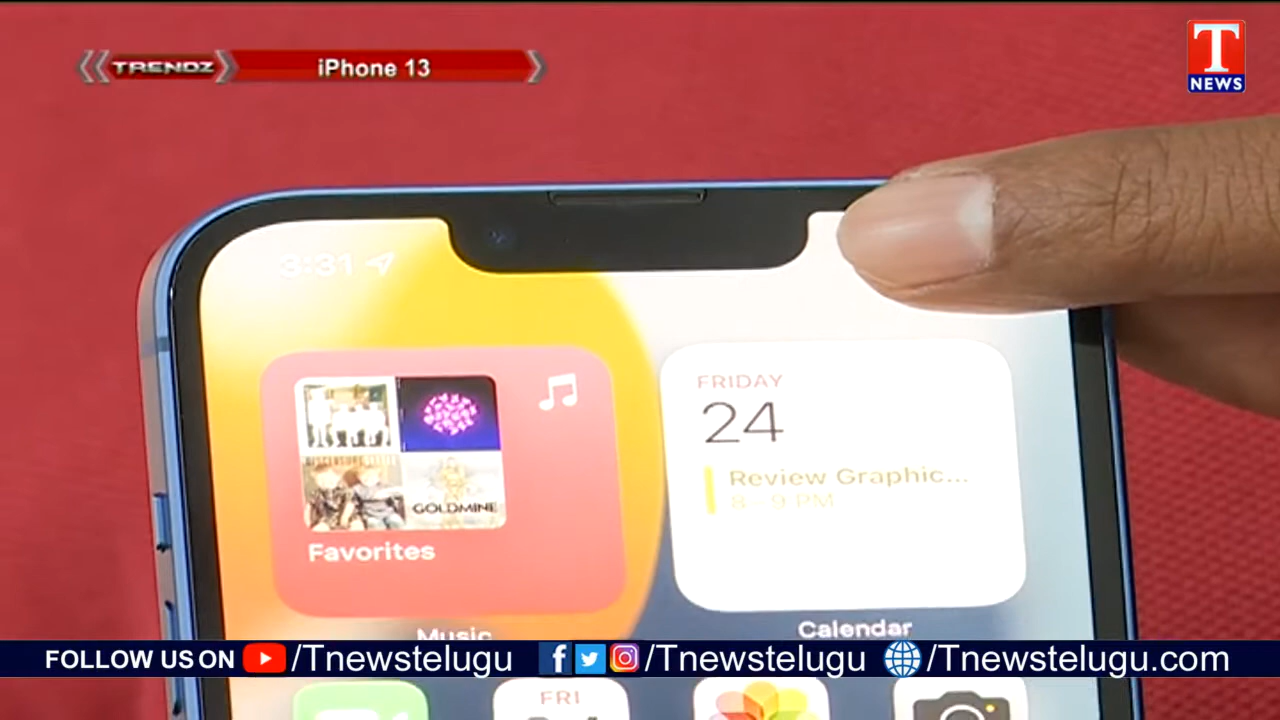 TRENDZ
iPhone 13
T
NEWS
3:31
FRIDAY
24
Review Graphic...
8–9 PM
GOLDMINE
Favorites
Music
Calendar
FOLLOW US ON /Tnewstelugu f /Tnewstelugu /Tnewstelugu.com
FRI